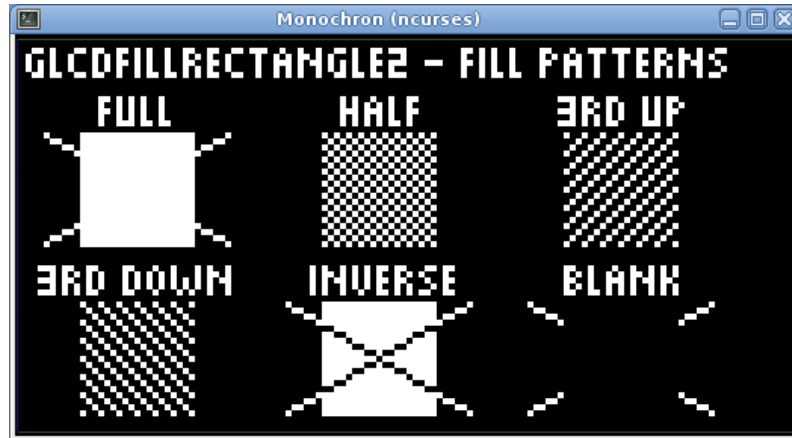 Monochron (ncurses)
GLCDFILLRECTANGLE2 - FILL PATTERNS
FULL HALF 3RD UP
3RD DOWN INVERSE BLANK